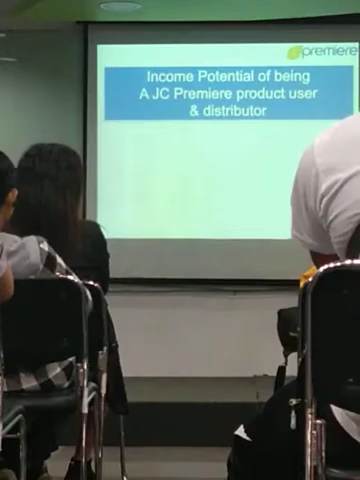 premiere
Income Potential of being
A JC Premiere product user
& distributor